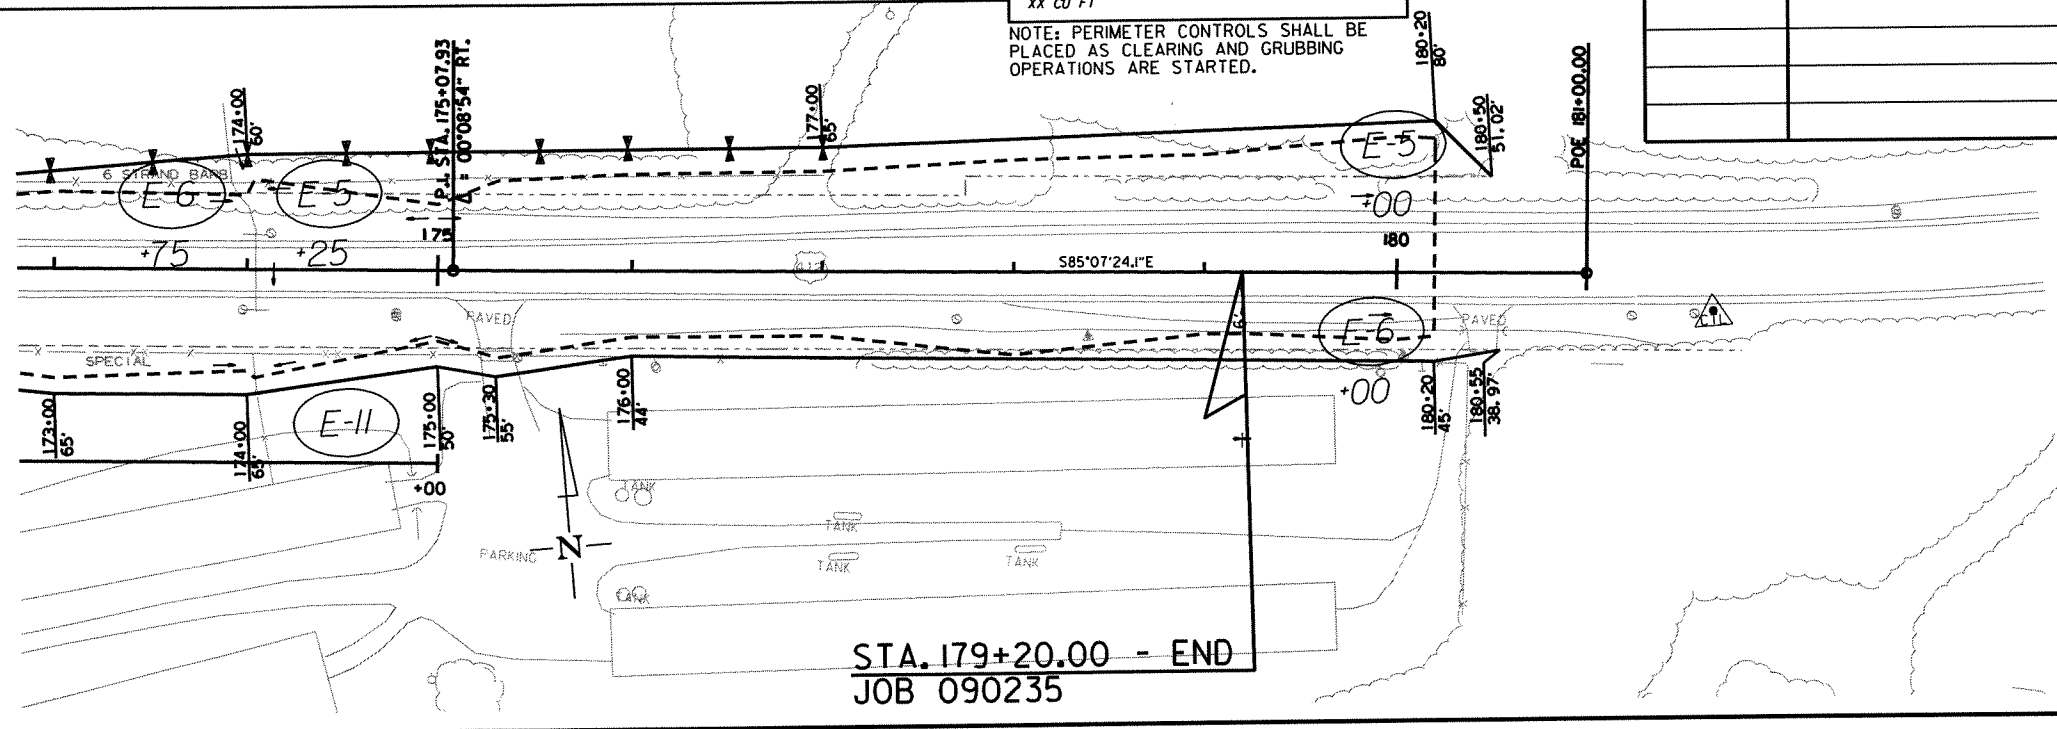 XX CU FT
NOTE: PERIMETER CONTROLS SHALL BE
PLACED AS CLEARING AND GRUBBING
OPERATIONS ARE STARTED.
180+20
80'
180+50
51.02'
POE 181+00.00
174+00
60'
P.I. STA. 175+07.93
Δ = 00°08'54" RT.
177+00
65'
6 STRAND BARB
E-6
E-5
E-5
+00
+75
+25
175
180
412
S85°07'24.1"E
PAVED
PAVED
CTL
SPECIAL
6'
E-6
+00
173+00
65'
174+00
65'
E-11
175+00
50'
175+30
55'
176+00
44'
180+20
45'
180+55
38.97'
+00
TANK
TANK
PARKING
N
TANK
TANK
TANK
STA. 179+20.00 - END
JOB 090235